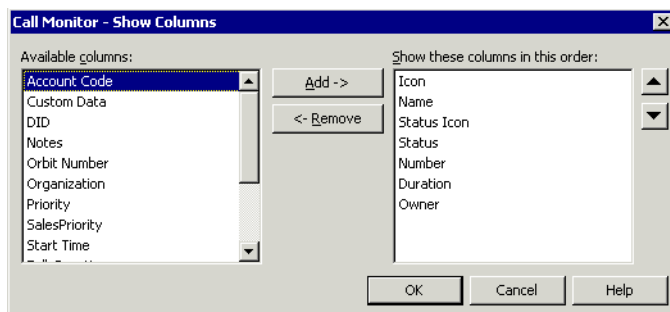 Call Monitor - Show Columns
Available columns:
Account Code
Custom Data
DID
Notes
Orbit Number
Organization
Priority
SalesPriority
Start Time
Add ->
<- Remove
Show these columns in this order:
Icon
Name
Status Icon
Status
Number
Duration
Owner
OK
Cancel
Help